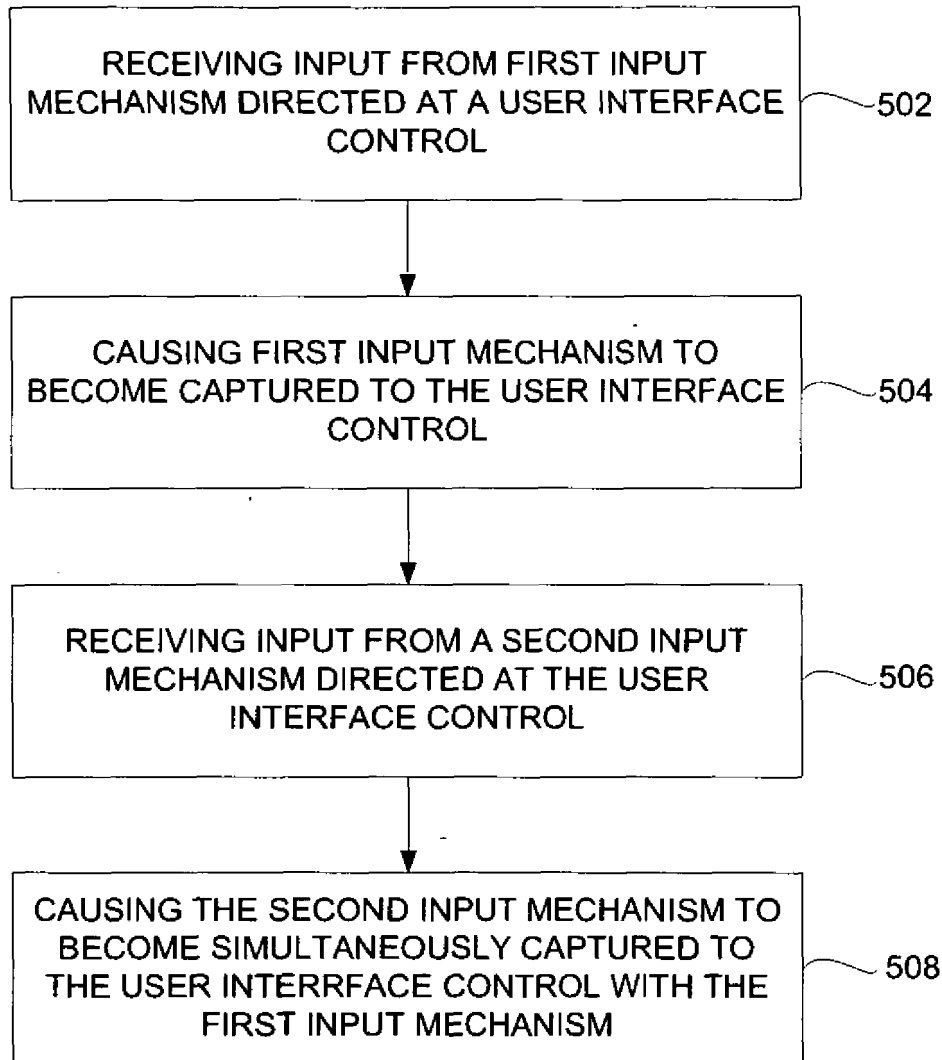 RECEIVING INPUT FROM FIRST INPUT
MECHANISM DIRECTED AT A USER INTERFACE
CONTROL
502
CAUSING FIRST INPUT MECHANISM TO
BECOME CAPTURED TO THE USER INTERFACE
CONTROL
504
RECEIVING INPUT FROM A SECOND INPUT
MECHANISM DIRECTED AT THE USER
INTERFACE CONTROL
506
CAUSING THE SECOND INPUT MECHANISM TO
BECOME SIMULTANEOUSLY CAPTURED TO
THE USER INTERRFACE CONTROL WITH THE
FIRST INPUT MECHANISM
508